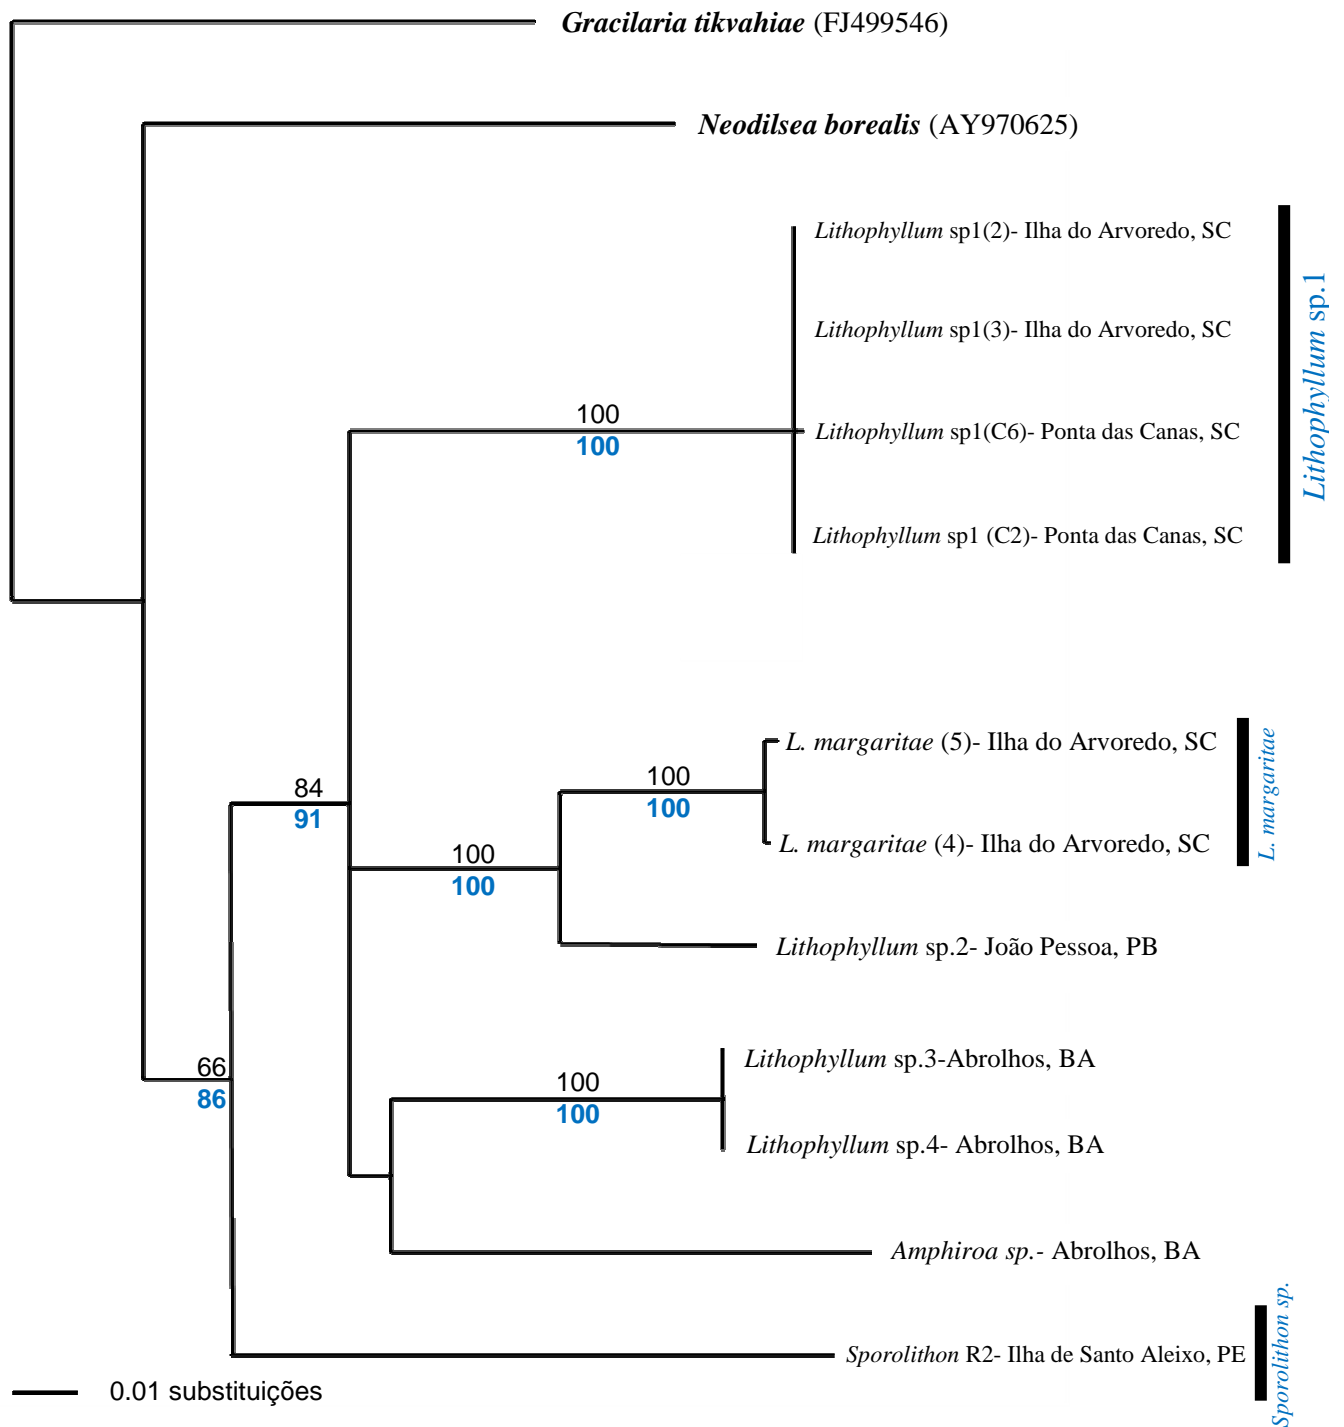 Gracilaria tikvahiae (FJ499546)
Neodilsea borealis (AY970625)
Lithophyllum sp1(2)- Ilha do Arvoredo, SC
Lithophyllum sp1(3)- Ilha do Arvoredo, SC
100
100
Lithophyllum sp1(C6)- Ponta das Canas, SC
Lithophyllum sp1 (C2)- Ponta das Canas, SC
Lithophyllum sp.1
L. margaritae (5)- Ilha do Arvoredo, SC
100
100
84
91
L. margaritae (4)- Ilha do Arvoredo, SC
L. margaritae
100
100
Lithophyllum sp.2- João Pessoa, PB
Lithophyllum sp.3-Abrolhos, BA
66
86
100
100
Lithophyllum sp.4- Abrolhos, BA
Amphiroa sp.- Abrolhos, BA
Sporolithon R2- Ilha de Santo Aleixo, PE
Sporolithon sp.
0.01 substituições